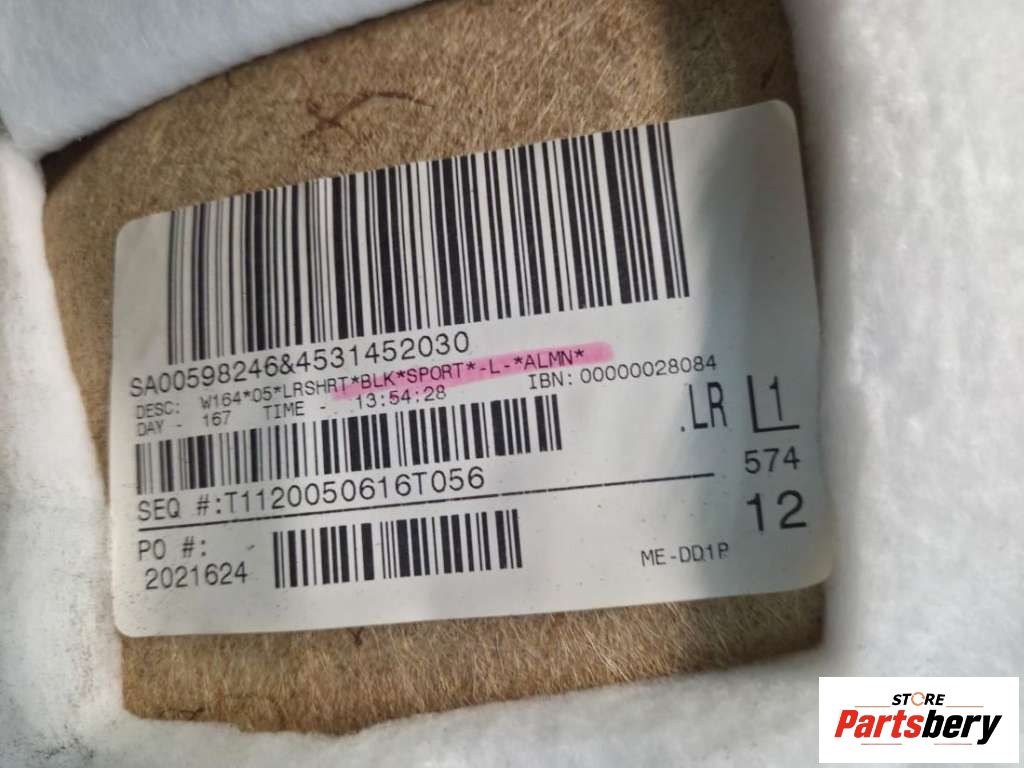 SA00598246&4531452030
DESC: W164*05*LRSHRT*BLK*SPORT*-L-*ALMN*
DAY - 167 TIME - 13:54:28 IBN: 00000028084
.LR L1
SEQ #:T1120050616T056
574
PO #:
12
2021624
ME-DD1P
STORE
Partsbery